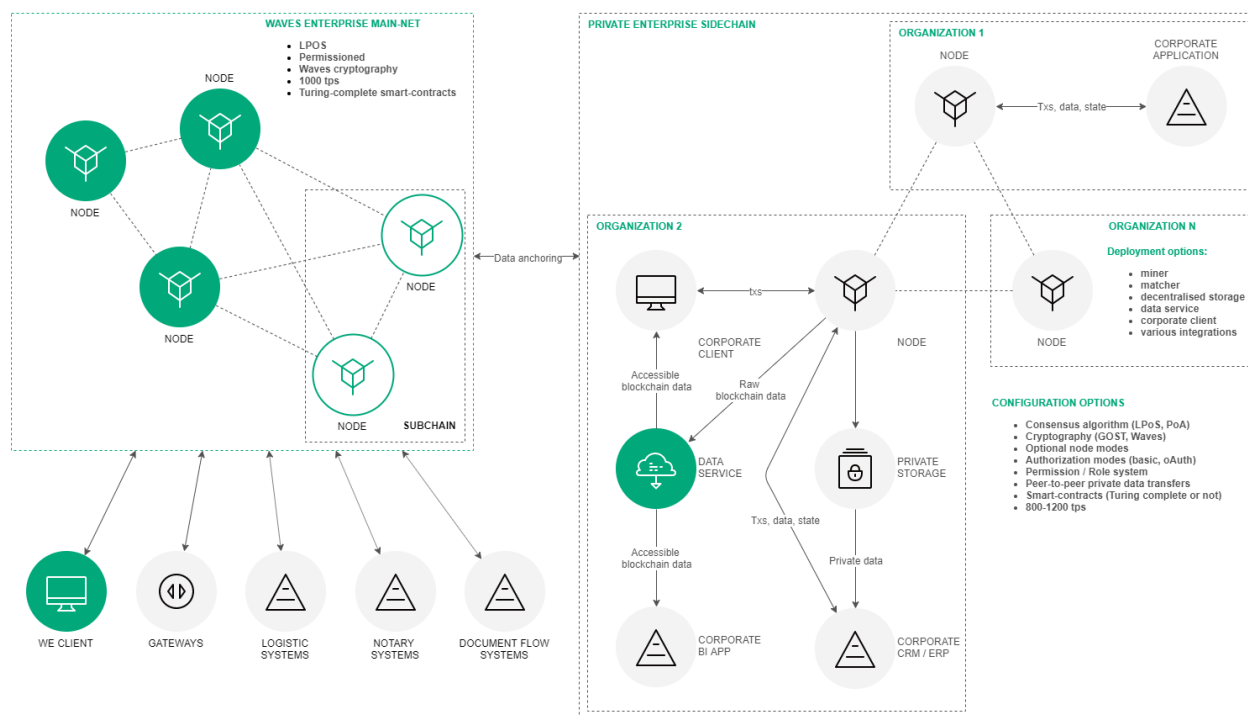 WAVES ENTERPRISE MAIN-NET
LPOS
Permissioned
Waves cryptography
1000 tps
Turing-complete smart-contracts
NODE
NODE
NODE
NODE
NODE
SUBCHAIN
Data anchoring
WE CLIENT
GATEWAYS
LOGISTIC
SYSTEMS
NOTARY
SYSTEMS
DOCUMENT FLOW
SYSTEMS
PRIVATE ENTERPRISE SIDECHAIN
ORGANIZATION 1
NODE
CORPORATE
APPLICATION
Txs, data, state
ORGANIZATION 2
txs
CORPORATE
CLIENT
NODE
Accessible
blockchain data
Raw
blockchain data
DATA
SERVICE
PRIVATE
STORAGE
Txs, data, state
Accessible
blockchain data
Private data
CORPORATE
BI APP
CORPORATE
CRM / ERP
ORGANIZATION N
Deployment options:
miner
matcher
decentralised storage
data service
corporate client
various integrations
NODE
CONFIGURATION OPTIONS
Consensus algorithm (LPoS, PoA)
Cryptography (GOST, Waves)
Optional node modes
Authorization modes (basic, oAuth)
Permission / Role system
Peer-to-peer private data transfers
Smart-contracts (Turing complete or not)
800-1200 tps